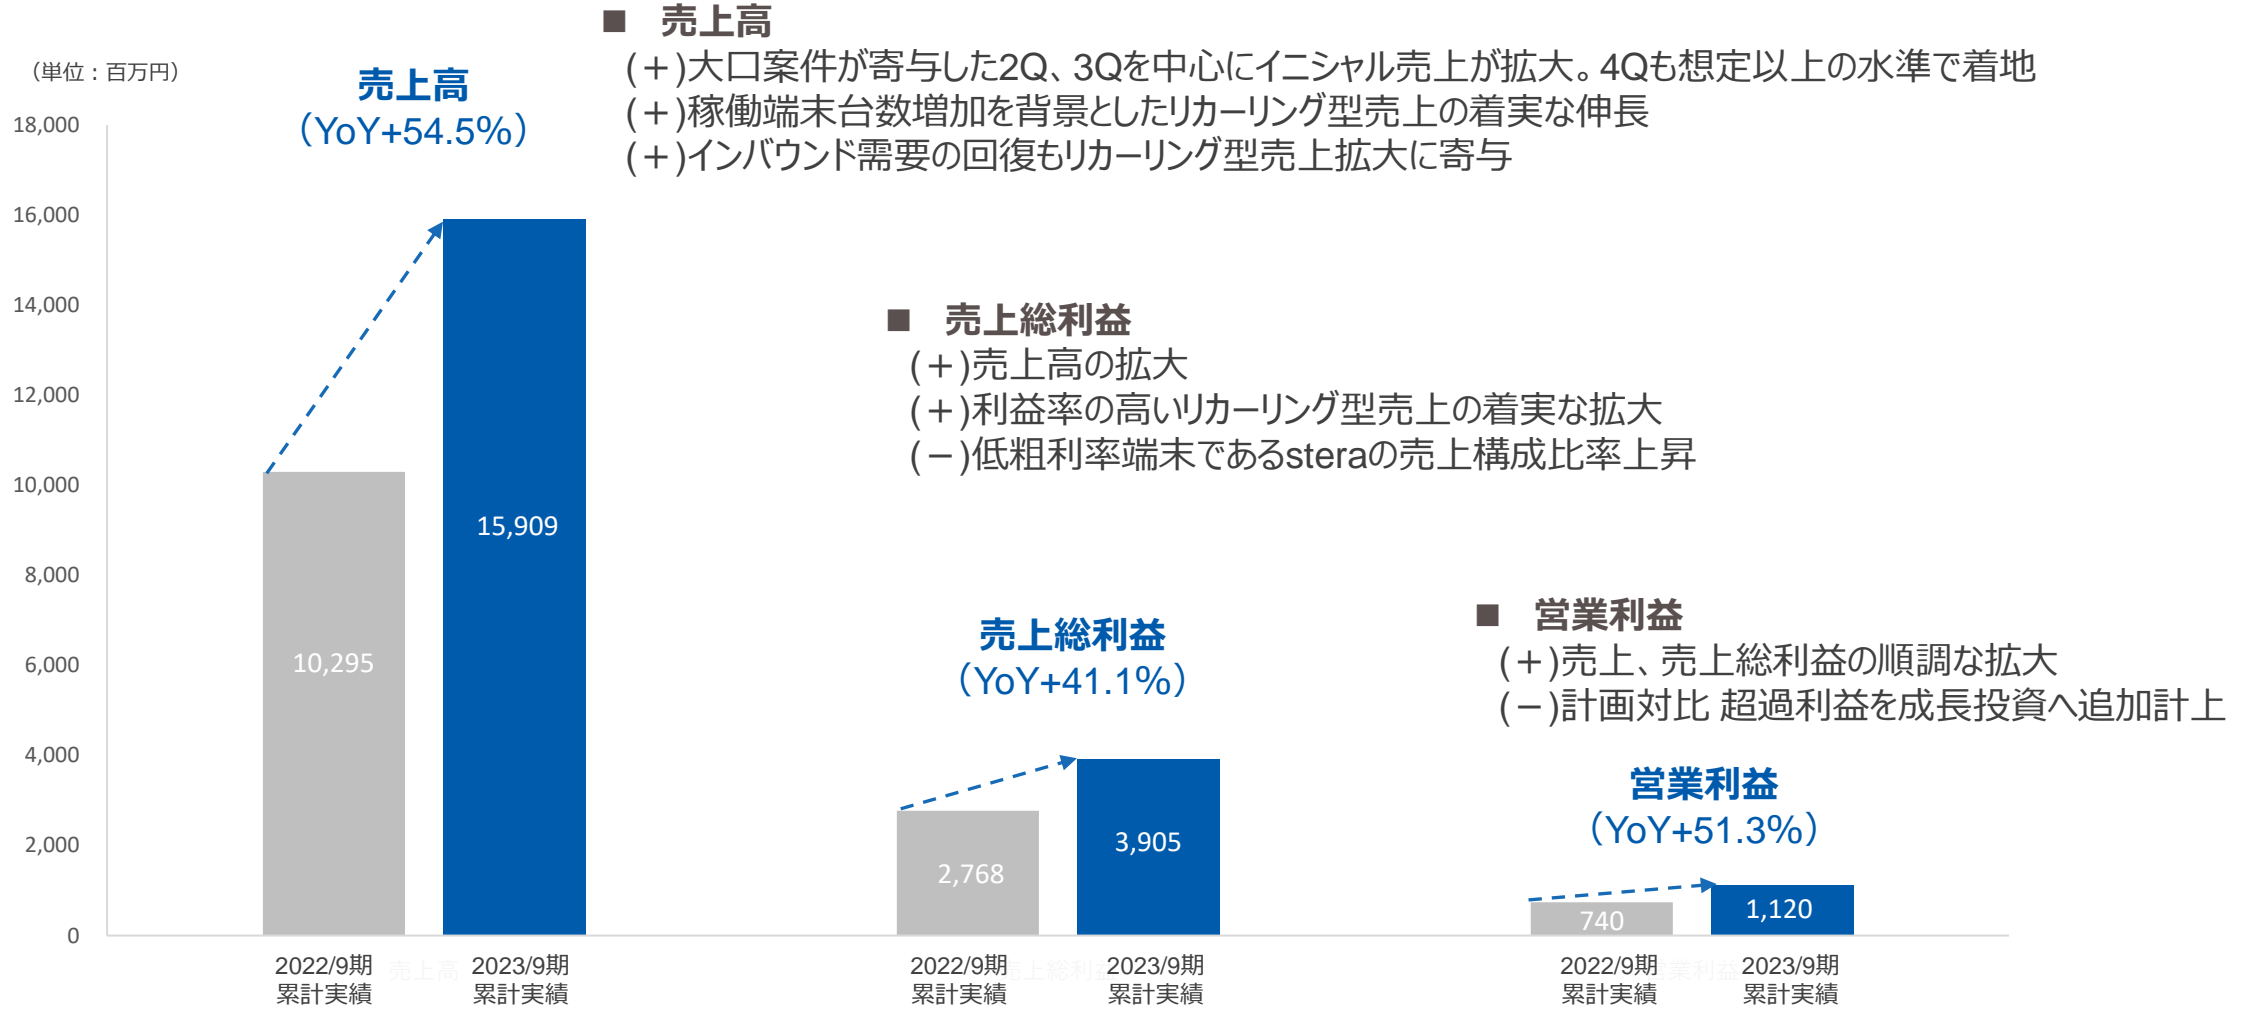 ■ 売上高
(＋)大口案件が寄与した2Q、3Qを中心にイニシャル売上が拡大。4Qも想定以上の水準で着地
(＋)稼働端末台数増加を背景としたリカーリング型売上の着実な伸長
(＋)インバウンド需要の回復もリカーリング型売上拡大に寄与
（単位：百万円）
売上高
（YoY+54.5%）
18,000
16,000
14,000
12,000
10,000
8,000
6,000
4,000
2,000
0
10,295
15,909
■ 売上総利益
(＋)売上高の拡大
(＋)利益率の高いリカーリング型売上の着実な拡大
(－)低粗利率端末であるsteraの売上構成比率上昇
売上総利益
（YoY+41.1%）
2,768
3,905
■ 営業利益
(＋)売上、売上総利益の順調な拡大
(－)計画対比 超過利益を成長投資へ追加計上
営業利益
（YoY+51.3%）
740
1,120
2022/9期
累計実績
売上高
2023/9期
累計実績
2022/9期
累計実績
売上総利益
2023/9期
累計実績
2022/9期
累計実績
営業利益
2023/9期
累計実績